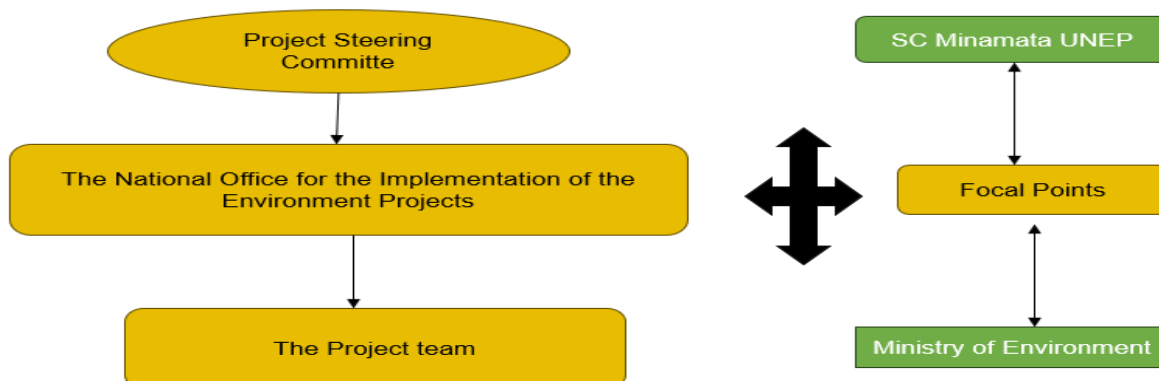 Project Steering
Committe
The National Office for the Implementation of the
Environment Projects
The Project team
SC Minamata UNEP
Focal Points
Ministry of Environment